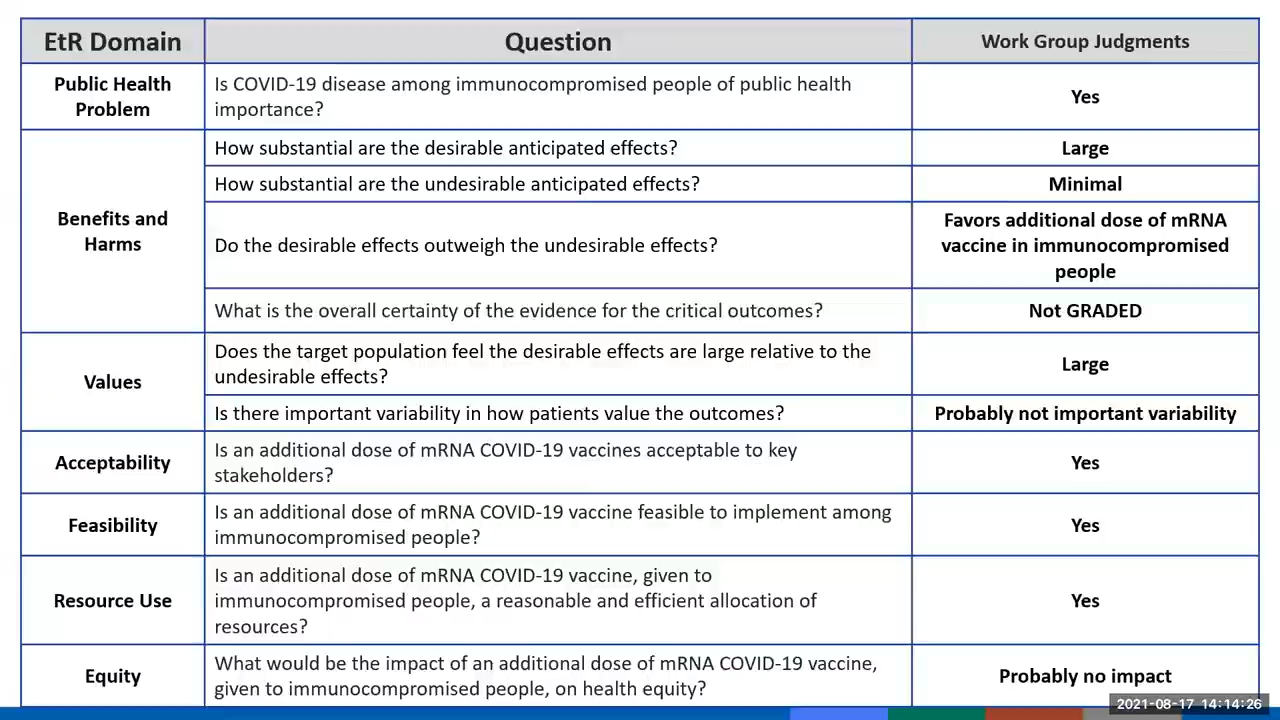 EtR Domain
Question
Work Group Judgments
Public Health
Problem
Is COVID-19 disease among immunocompromised people of public health
importance?
Yes
Benefits and
Harms
How substantial are the desirable anticipated effects?
Large
How substantial are the undesirable anticipated effects?
Minimal
Do the desirable effects outweigh the undesirable effects?
Favors additional dose of mRNA
vaccine in immunocompromised
people
What is the overall certainty of the evidence for the critical outcomes?
Not GRADED
Values
Does the target population feel the desirable effects are large relative to the
undesirable effects?
Large
Is there important variability in how patients value the outcomes?
Probably not important variability
Acceptability
Is an additional dose of mRNA COVID-19 vaccines acceptable to key
stakeholders?
Yes
Feasibility
Is an additional dose of mRNA COVID-19 vaccine feasible to implement among
immunocompromised people?
Yes
Resource Use
Is an additional dose of mRNA COVID-19 vaccine, given to
immunocompromised people, a reasonable and efficient allocation of
resources?
Yes
Equity
What would be the impact of an additional dose of mRNA COVID-19 vaccine,
given to immunocompromised people, on health equity?
Probably no impact
2021-08-17 14:14:26